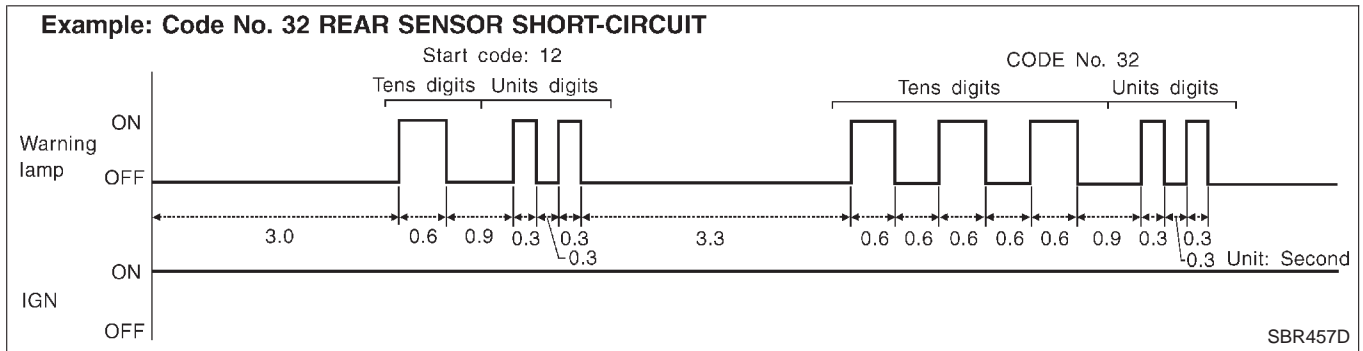 Example: Code No. 32 REAR SENSOR SHORT-CIRCUIT
Start code: 12
CODE No. 32
Tens digits Units digits
Tens digits Units digits
Warning
lamp
ON
OFF
3.0 0.6 0.9 0.3 0.3 3.3 0.6 0.6 0.6 0.6 0.6 0.9 0.3 0.3
0.3 0.3 Unit: Second
IGN
ON
OFF
SBR457D